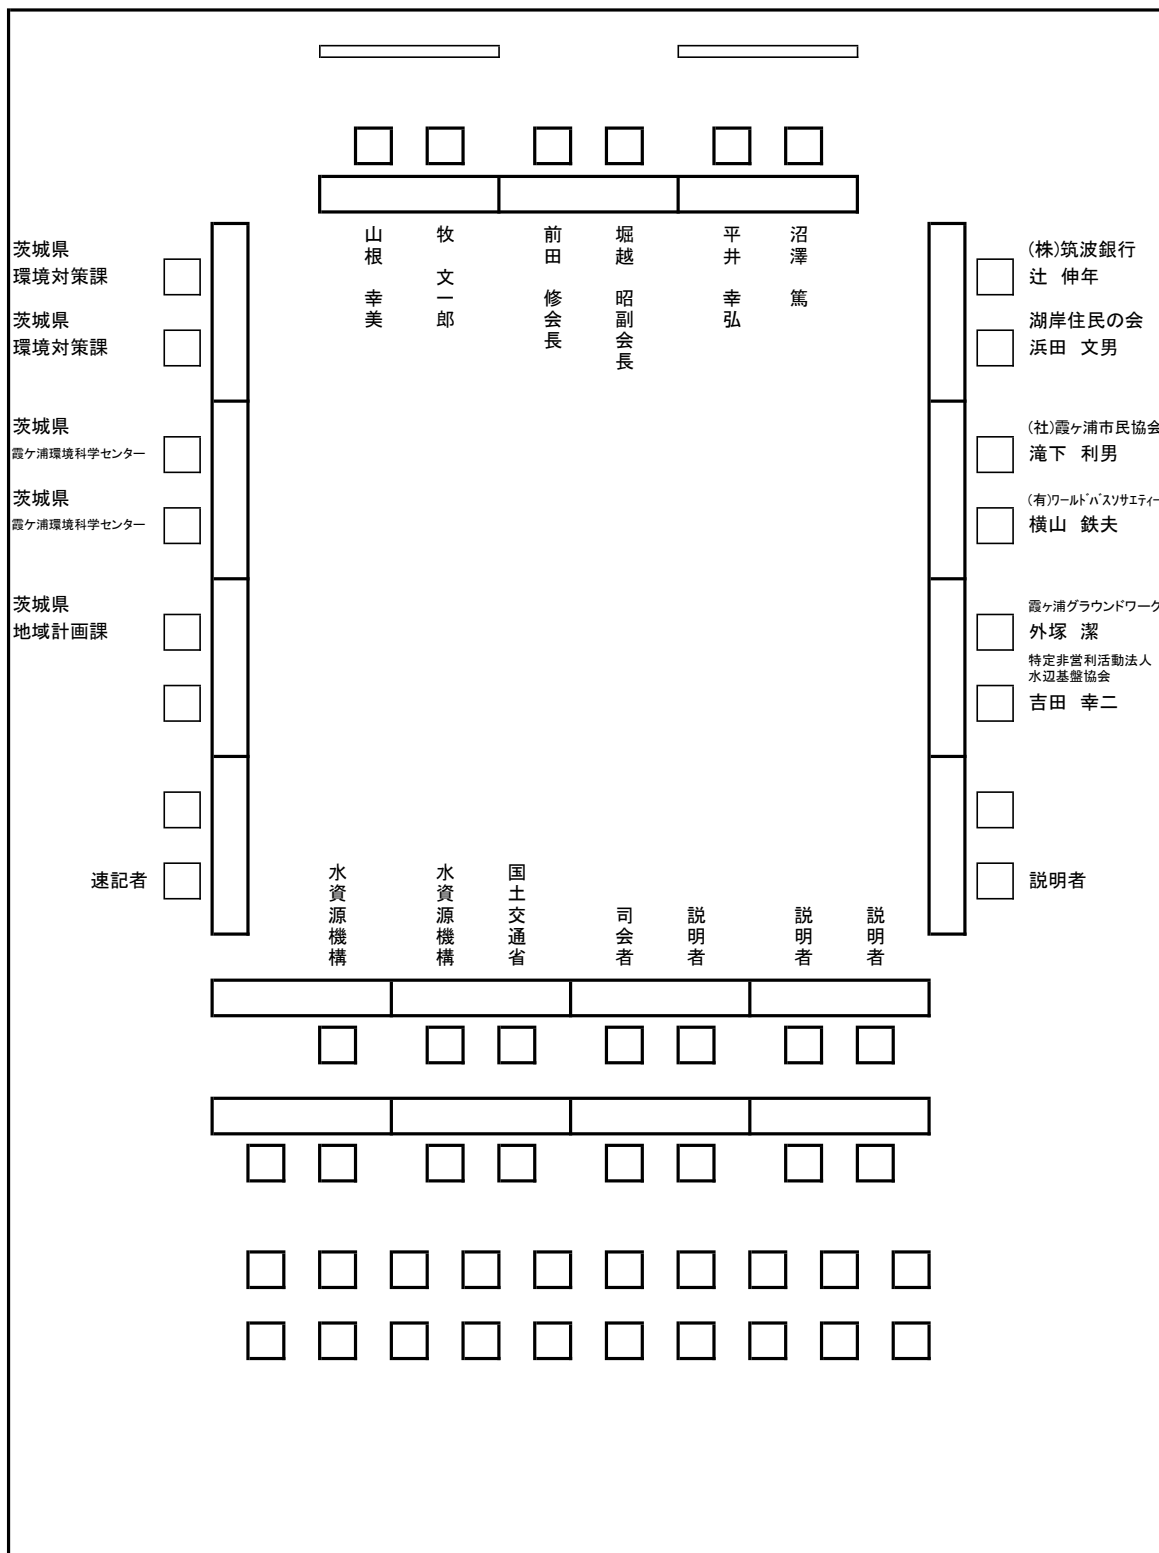 山根　幸美
牧　文一郎
前田　修会長
堀越　昭副会長
平井　幸弘
沼澤　篤
茨城県
環境対策課
茨城県
環境対策課
茨城県
霞ケ浦環境科学センター
茨城県
霞ケ浦環境科学センター
茨城県
地域計画課
速記者
(株)筑波銀行
辻　伸年
湖岸住民の会
浜田　文男
(社)霞ヶ浦市民協会
滝下　利男
(有)ワールドバスソサエティー
横山　鉄夫
霞ヶ浦グラウンドワーク
外塚　潔
特定非営利活動法人
水辺基盤協会
吉田　幸二
説明者
水資源機構
水資源機構
国土交通省
司会者
説明者
説明者
説明者